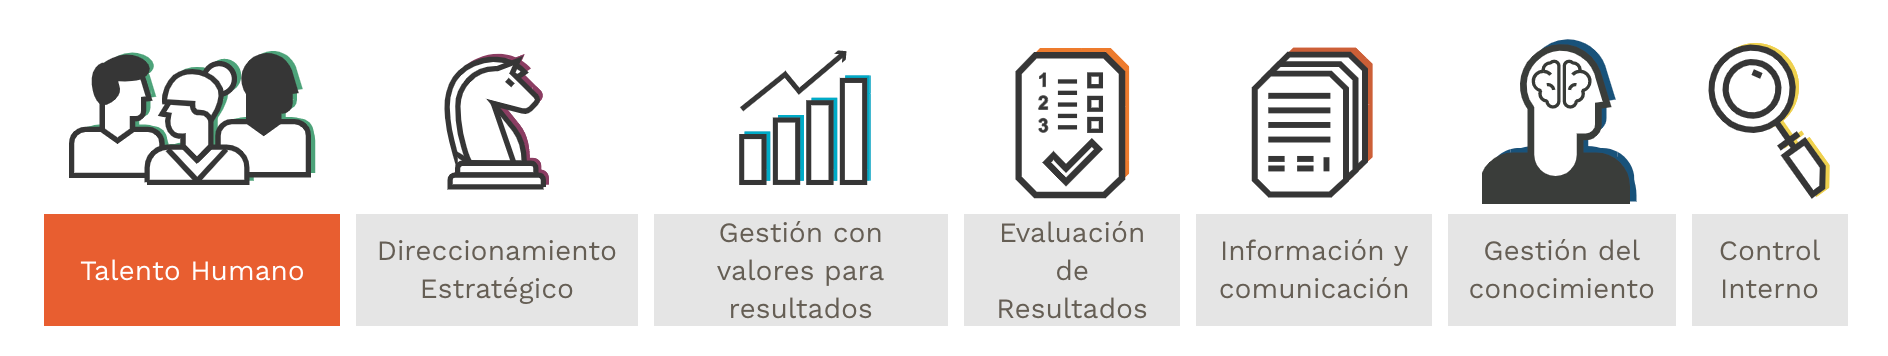 1
2
3
Talento Humano
Direccionamiento
Estratégico
Gestión con
valores para
resultados
Evaluación
de
Resultados
Información y
comunicación
Gestión del
conocimiento
Control
Interno